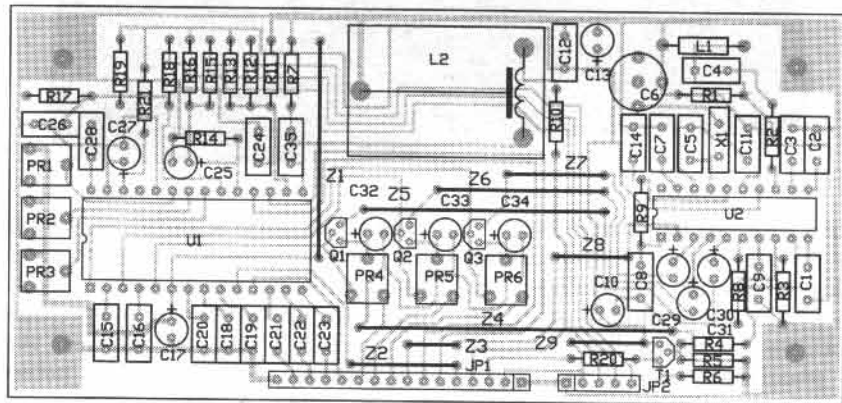 R19
R21
R18
R16
R15
R13
R12
R11
R7
L2
C12
C13
L1
C4
C6
R1
R17
C26
C28
C27
R14
C25
C24
C35
R10
C14
C7
C5
X1
C11
R2
C3
C2
PR1
PR2
PR3
U1
Z1
C32
Z5
Z6
Z7
C33
C34
Q1
Q2
Q3
PR4
PR5
PR6
Z8
R9
U2
C8
C10
C29
C30
C31
R8
C9
R3
C1
C15
C16
C17
C20
C18
C19
C21
C22
C23
Z4
Z3
Z2
Z9
JP1
R20
T1
JP2
R4
R5
R6